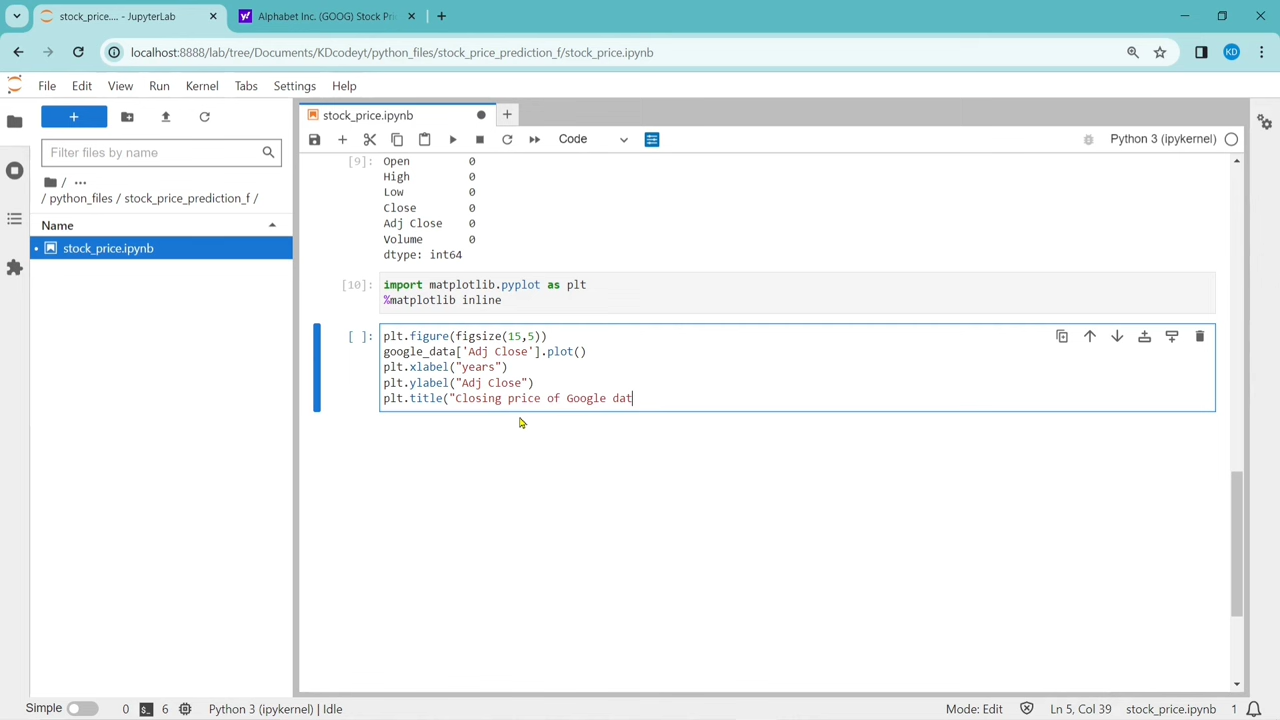 stock_price.... - JupyterLab
Alphabet Inc. (GOOG) Stock Pri
localhost:8888/lab/tree/Documents/KDcodeyt/python_files/stock_price_prediction_f/stock_price.ipynb
KD
File Edit View Run Kernel Tabs Settings Help
stock_price.ipynb
Code
Python 3 (ipykernel)
Filter files by name
/ ...
/ python_files / stock_price_prediction_f /
Name
stock_price.ipynb
[9]: Open 0
High 0
Low 0
Close 0
Adj Close 0
Volume 0
dtype: int64
[10]: import matplotlib.pyplot as plt
%matplotlib inline
[ ]: plt.figure(figsize(15,5))
google_data['Adj Close'].plot()
plt.xlabel("years")
plt.ylabel("Adj Close")
plt.title("Closing price of Google dat
Simple 0 6 Python 3 (ipykernel) | Idle Mode: Edit Ln 5, Col 39 stock_price.ipynb 1